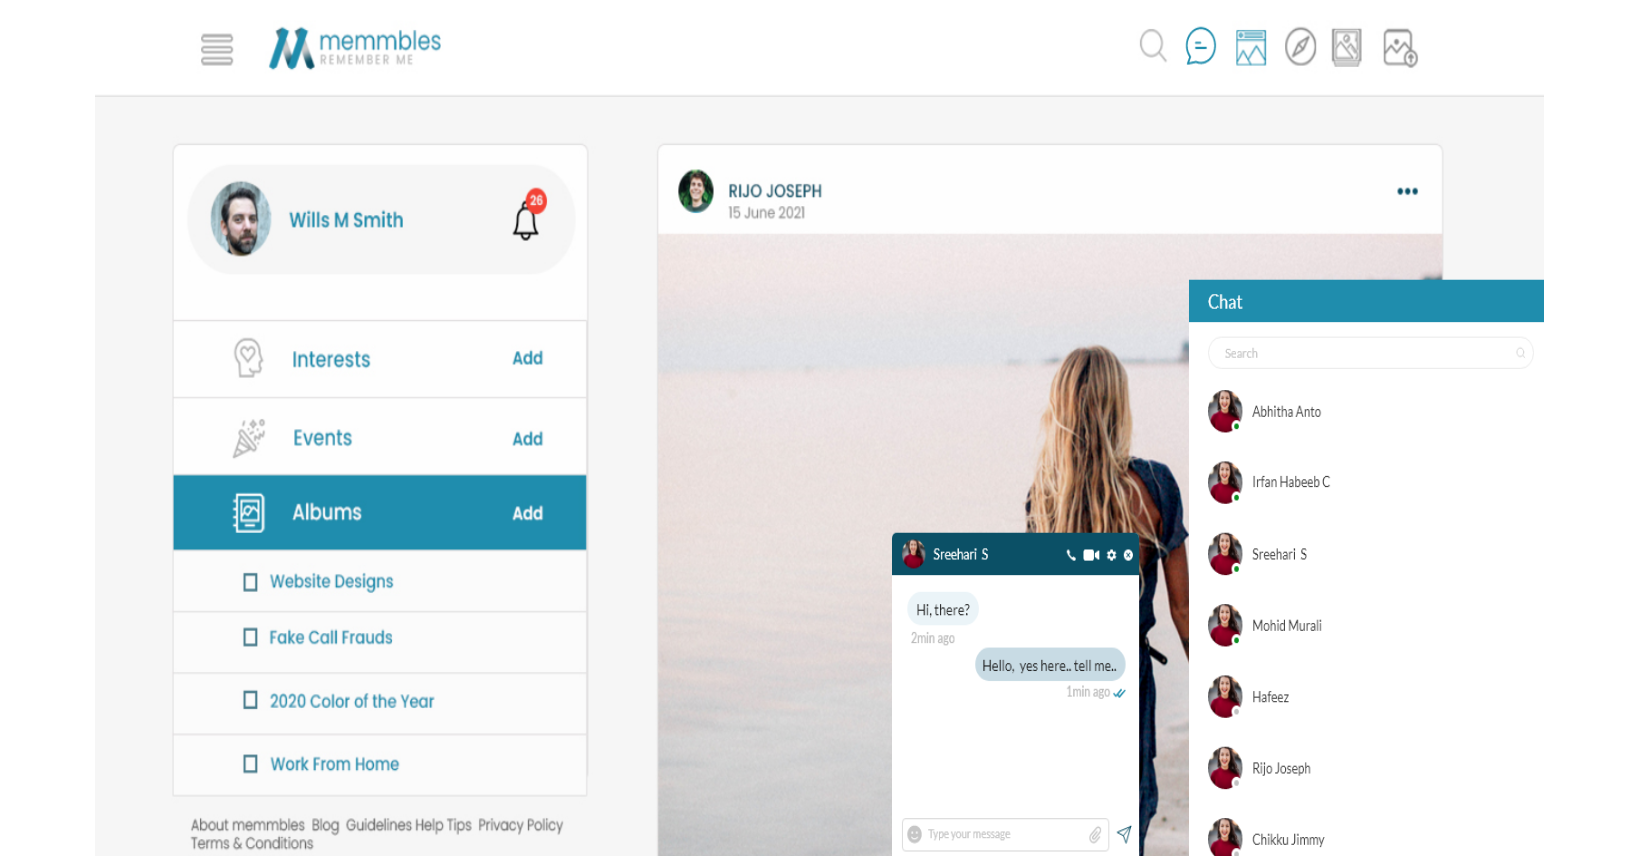 memmbles
REMEMBER ME
Wills M Smith
26
Interests Add
Events Add
Albums Add
Website Designs
Fake Call Frauds
2020 Color of the Year
Work From Home
About memmbles Blog Guidelines Help Tips Privacy Policy
Terms & Conditions
RIJO JOSEPH
15 June 2021
Sreehari S
Hi, there?
2min ago
Hello, yes here.. tell me..
1min ago
Type your message
Chat
Search
Abhitha Anto
Irfan Habeeb C
Sreehari S
Mohid Murali
Hafeez
Rijo Joseph
Chikku Jimmy